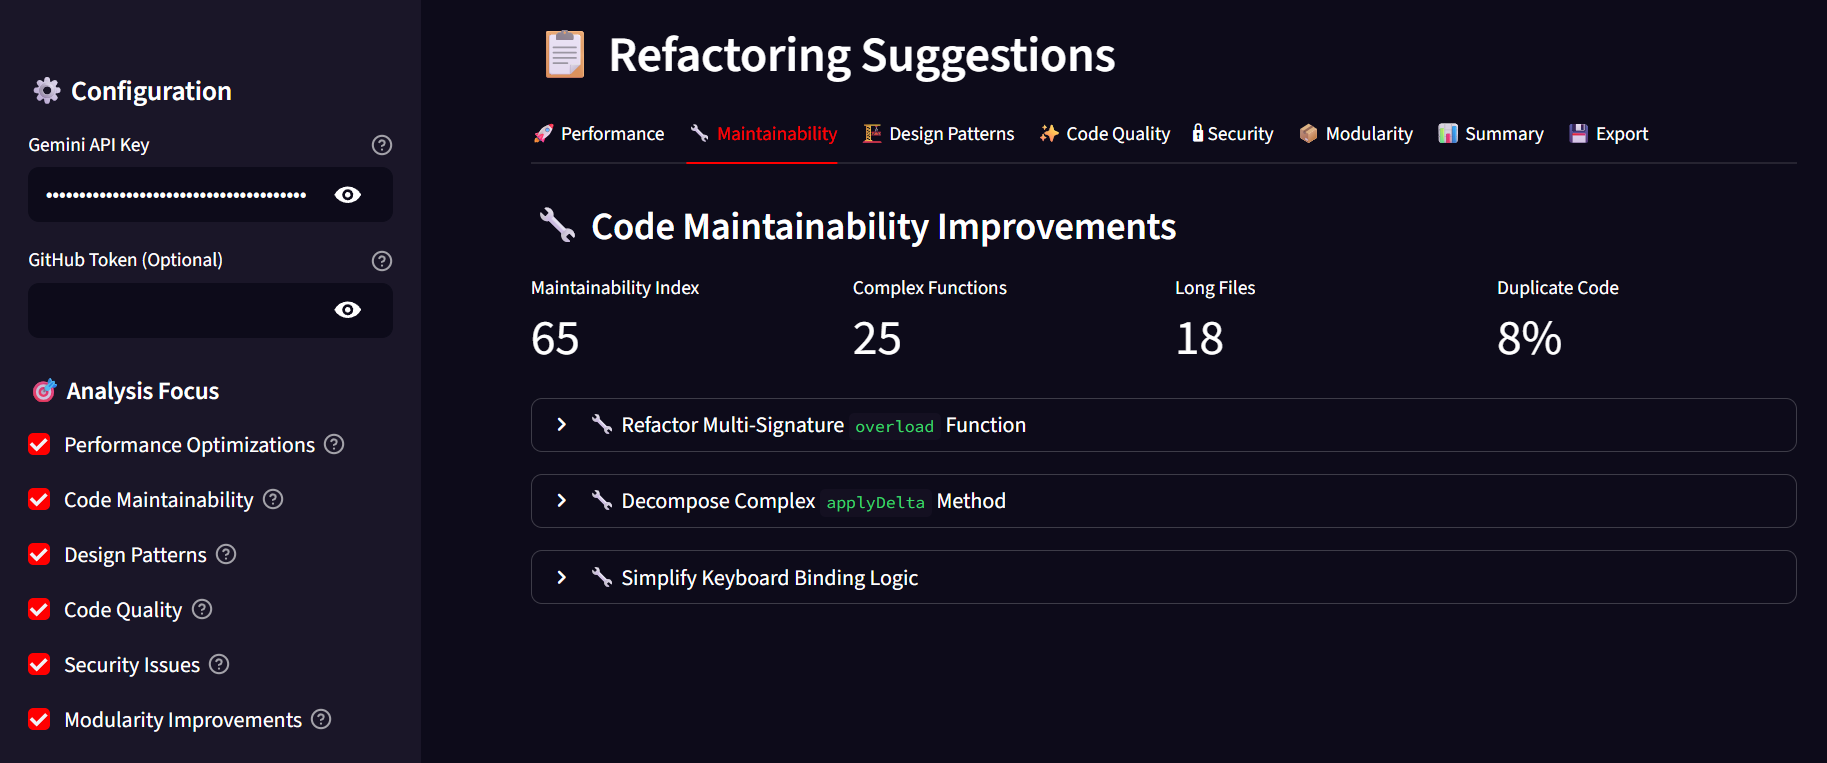 Configuration
Gemini API Key
••••••••••••••••••••••••••••••••••••••
GitHub Token (Optional)
Analysis Focus
Performance Optimizations
Code Maintainability
Design Patterns
Code Quality
Security Issues
Modularity Improvements
Refactoring Suggestions
Performance Maintainability Design Patterns Code Quality Security Modularity Summary Export
Code Maintainability Improvements
Maintainability Index Complex Functions Long Files Duplicate Code
65 25 18 8%
Refactor Multi-Signature overload Function
Decompose Complex applyDelta Method
Simplify Keyboard Binding Logic